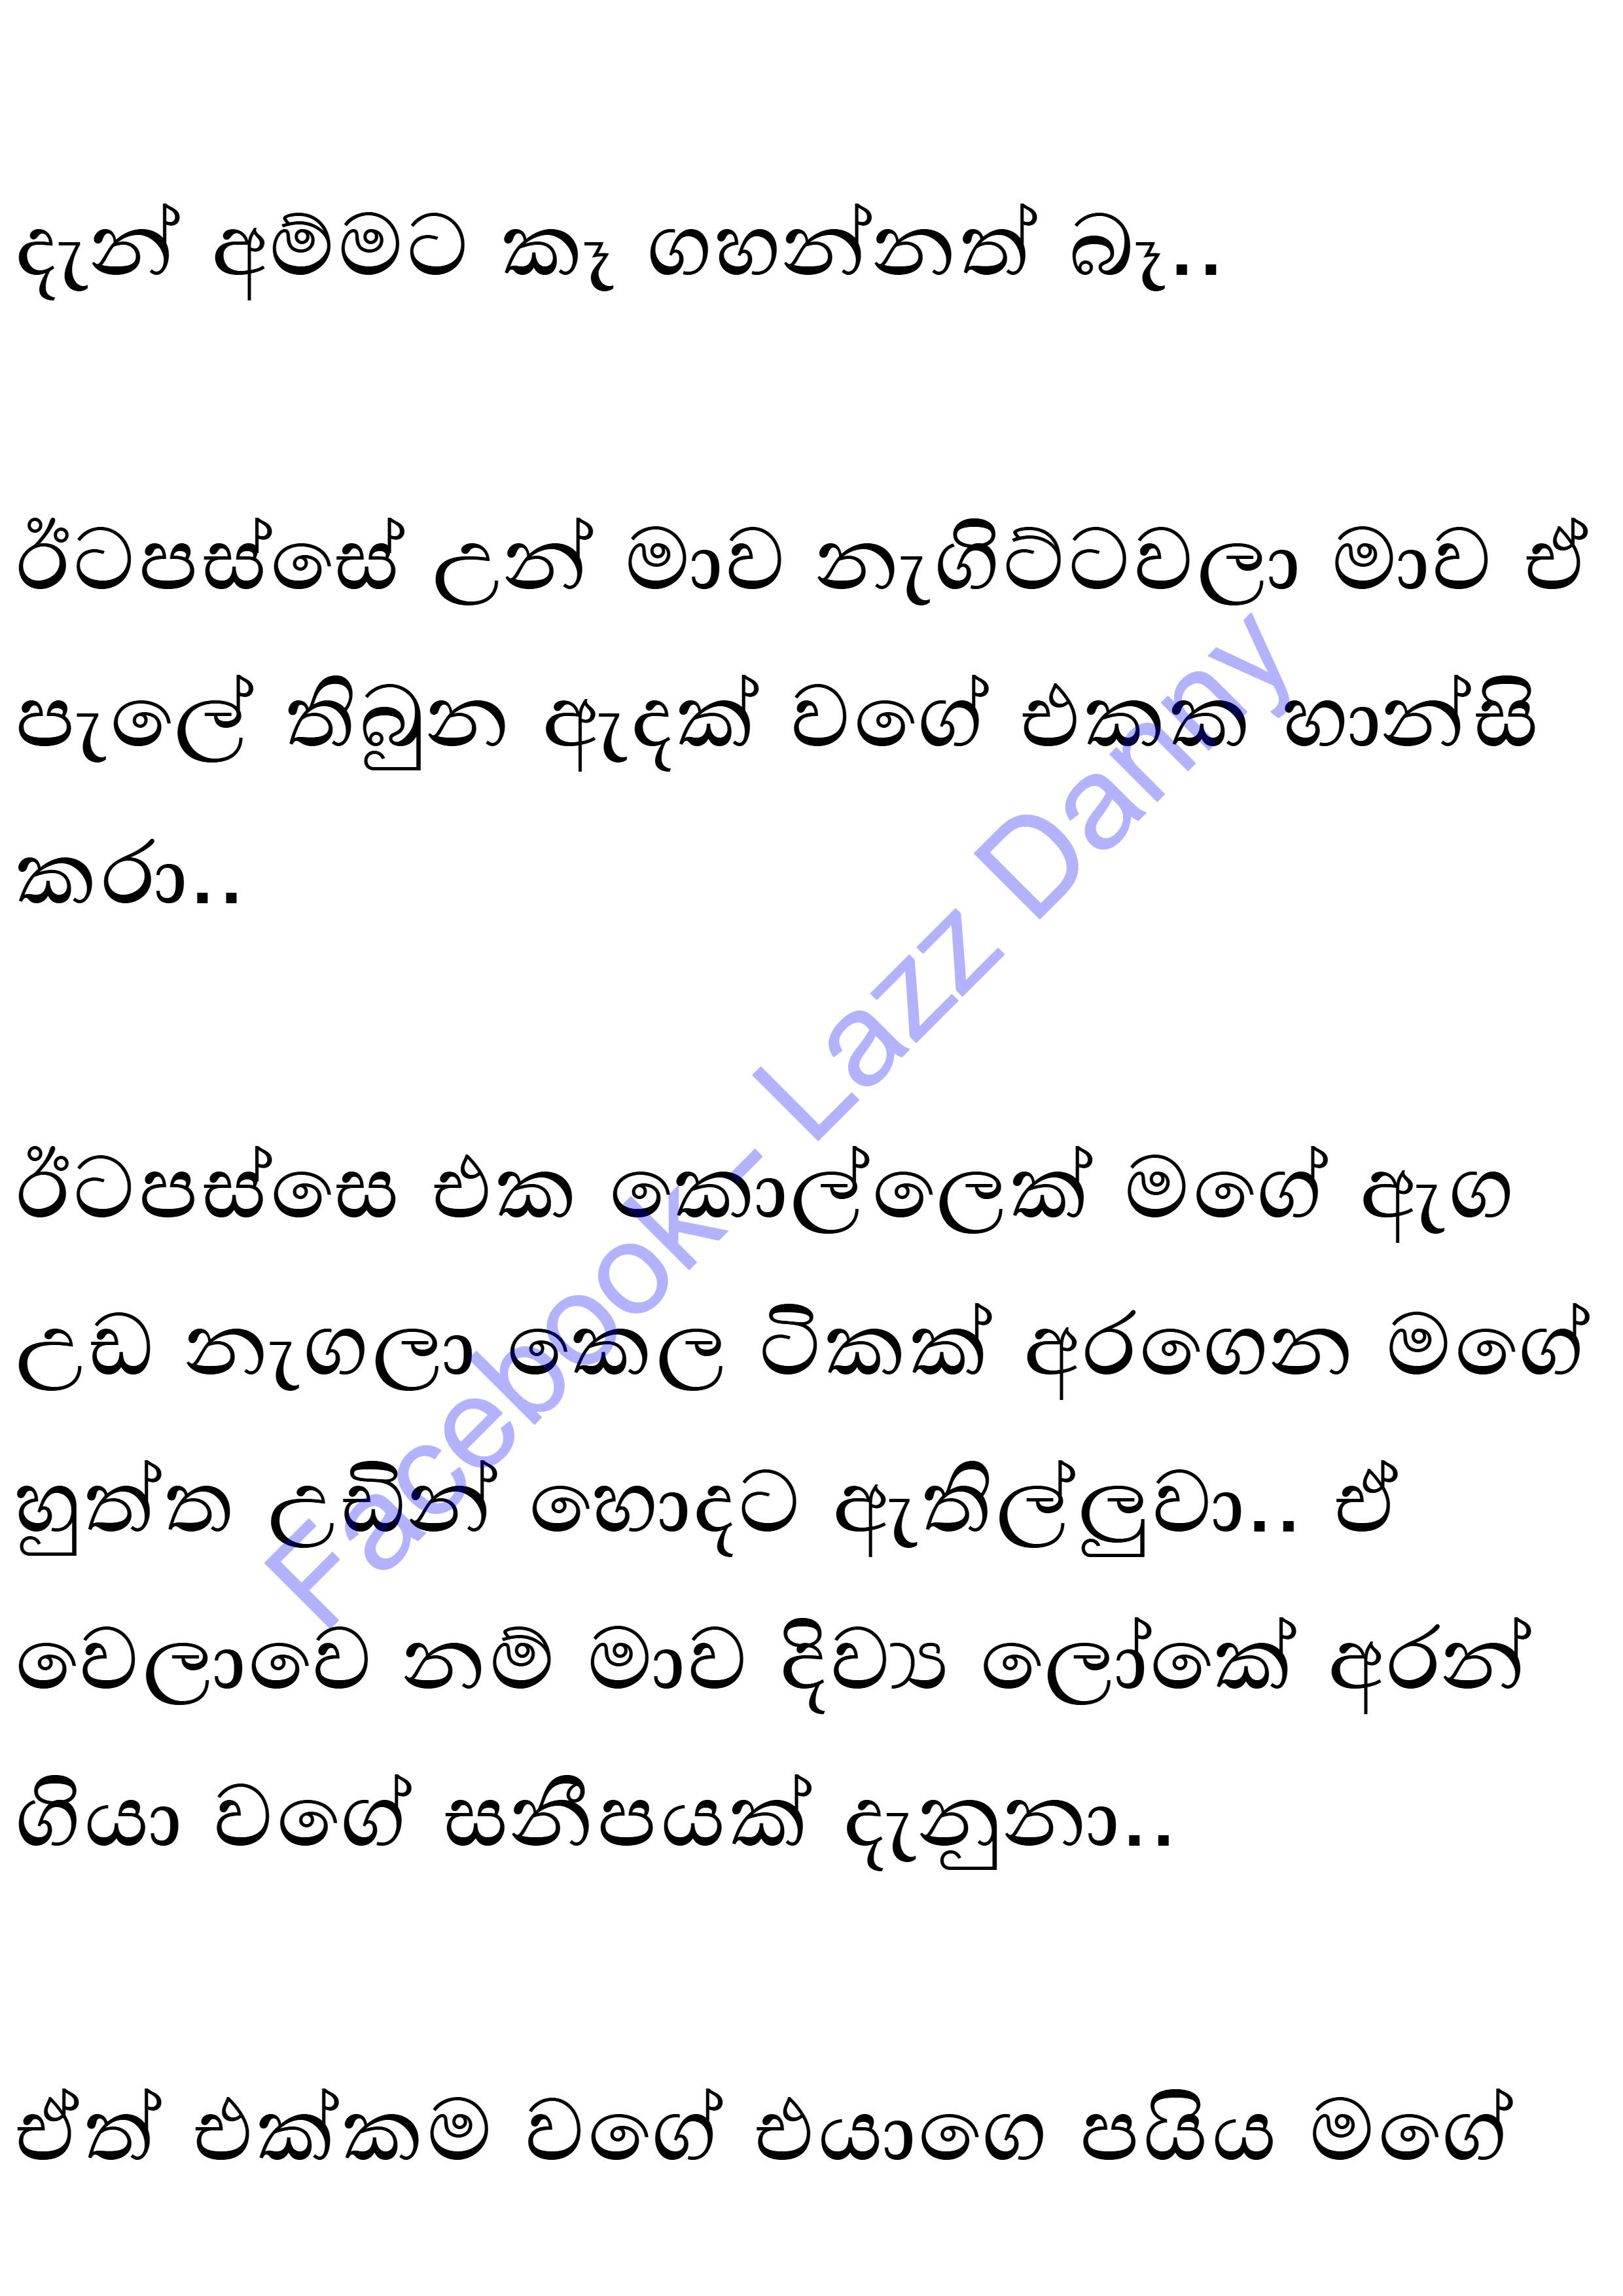 දැන් අම්මට කෑ ගහන්නත් බෑ..
ඊටපස්සේ උන් මාව නැගිට්ටවලා මාව ඒ
පැලේ තිබුන ඇදක් වගේ එකක හාන්සි
කරා..
ඊටපස්සෙ එක කොල්ලෙක් මගේ ඇග
උඩ නැගලා කෙල ටිකක් අරගෙන මගේ
හුත්ත උඩින් හොදට ඇතිල්ලුවා.. ඒ
වෙලාවෙ නම් මාව දිව්‍ය ලෝකේ අරන්
ගියා වගේ සනීපයක් දැනුනා..
ඒත් එක්කම වගේ එයාගෙ පයිය මගේ
Facebook- Lazz Danny